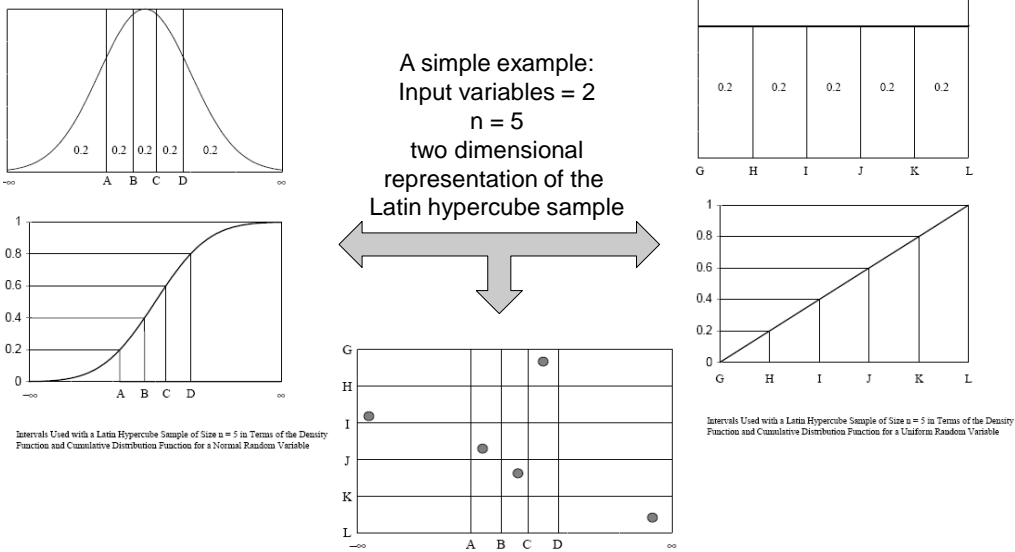 0.2 0.2 0.2 0.2 0.2
-∞ A B C D ∞
1
0.8
0.6
0.4
0.2
0
-∞ A B C D ∞
Intervals Used with a Latin Hypercube Sample of Size n = 5 in Terms of the Density
Function and Cumulative Distribution Function for a Normal Random Variable
A simple example:
Input variables = 2
n = 5
two dimensional
representation of the
Latin hypercube sample
G
H
I
J
K
L
-∞ A B C D ∞
0.2 0.2 0.2 0.2 0.2
G H I J K L
1
0.8
0.6
0.4
0.2
0
G H I J K L
Intervals Used with a Latin Hypercube Sample of Size n = 5 in Terms of the Density
Function and Cumulative Distribution Function for a Uniform Random Variable